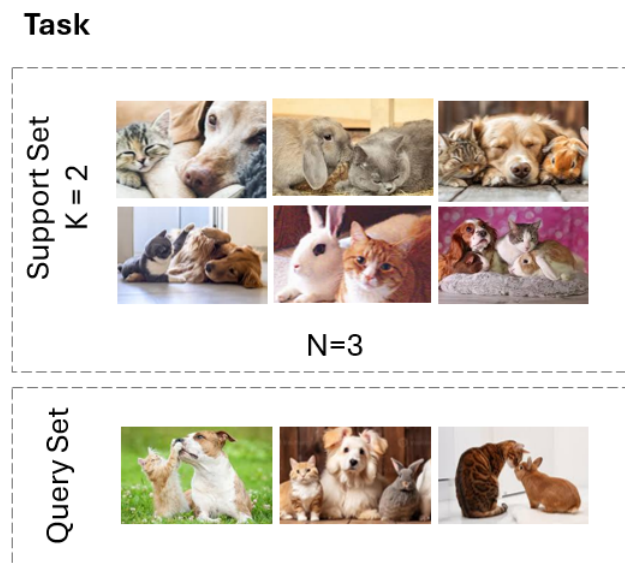 Task
Support Set
K = 2
N=3
Query Set